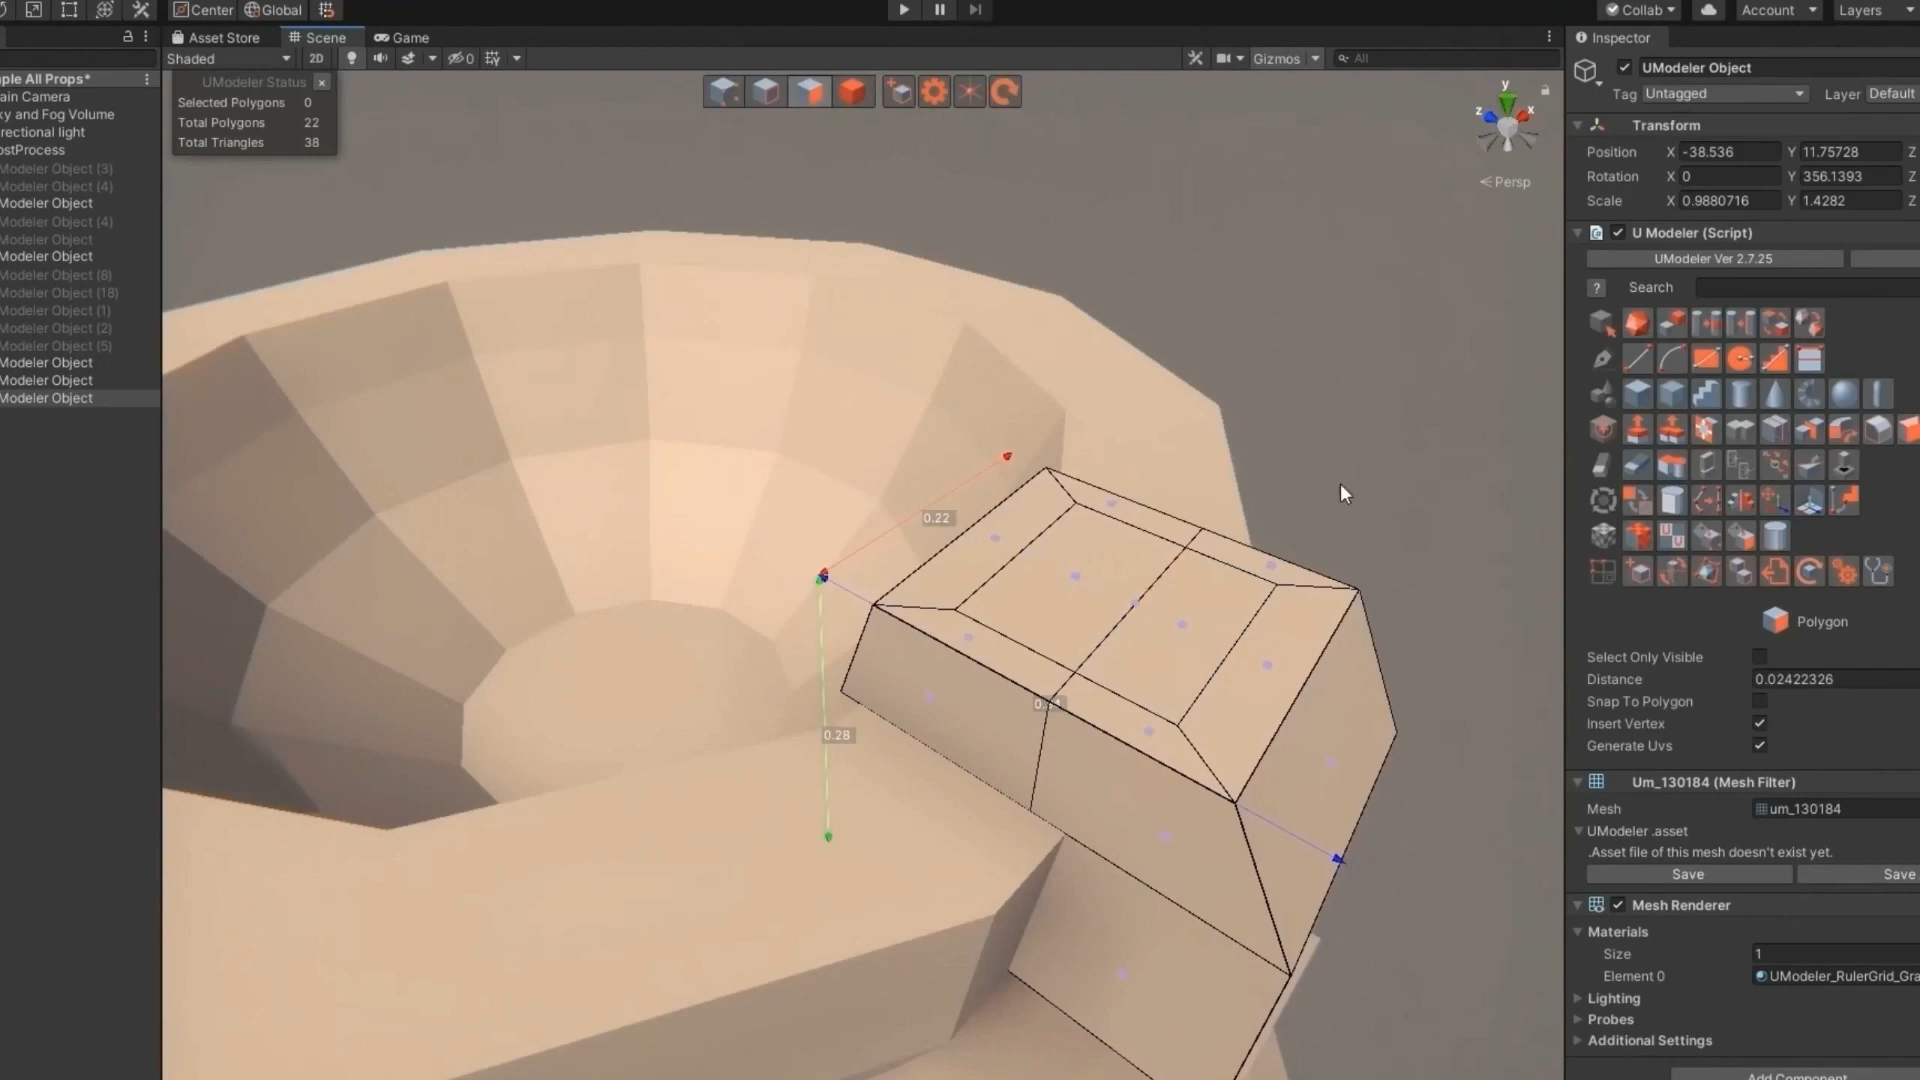 Center
Global
Collab
Account
Layers
Asset Store
Scene
Game
Inspector
Shaded
2D
0
Gizmos
All
UModeler Object
Tag Untagged
Layer Default
ple All Props*
ain Camera
ky and Fog Volume
rectional light
ostProcess
Modeler Object (3)
Modeler Object (4)
Modeler Object
Modeler Object (4)
Modeler Object
Modeler Object
Modeler Object (8)
Modeler Object (18)
Modeler Object (1)
Modeler Object (2)
Modeler Object (5)
Modeler Object
Modeler Object
Modeler Object
UModeler Status
Selected Polygons 0
Total Polygons 22
Total Triangles 38
y
z
x
Persp
0.22
0.28
Transform
Position X -38.536 Y 11.75728 Z
Rotation X 0 Y 356.1393 Z
Scale X 0.9880716 Y 1.4282 Z
U Modeler (Script)
UModeler Ver 2.7.25
? Search
Polygon
Select Only Visible
Distance 0.02422326
Snap To Polygon
Insert Vertex
Generate Uvs
Um_130184 (Mesh Filter)
Mesh um_130184
UModeler .asset
.Asset file of this mesh doesn't exist yet.
Save
Save
Mesh Renderer
Materials
Size 1
Element 0 UModeler_RulerGrid_Gra
Lighting
Probes
Additional Settings
Add Component